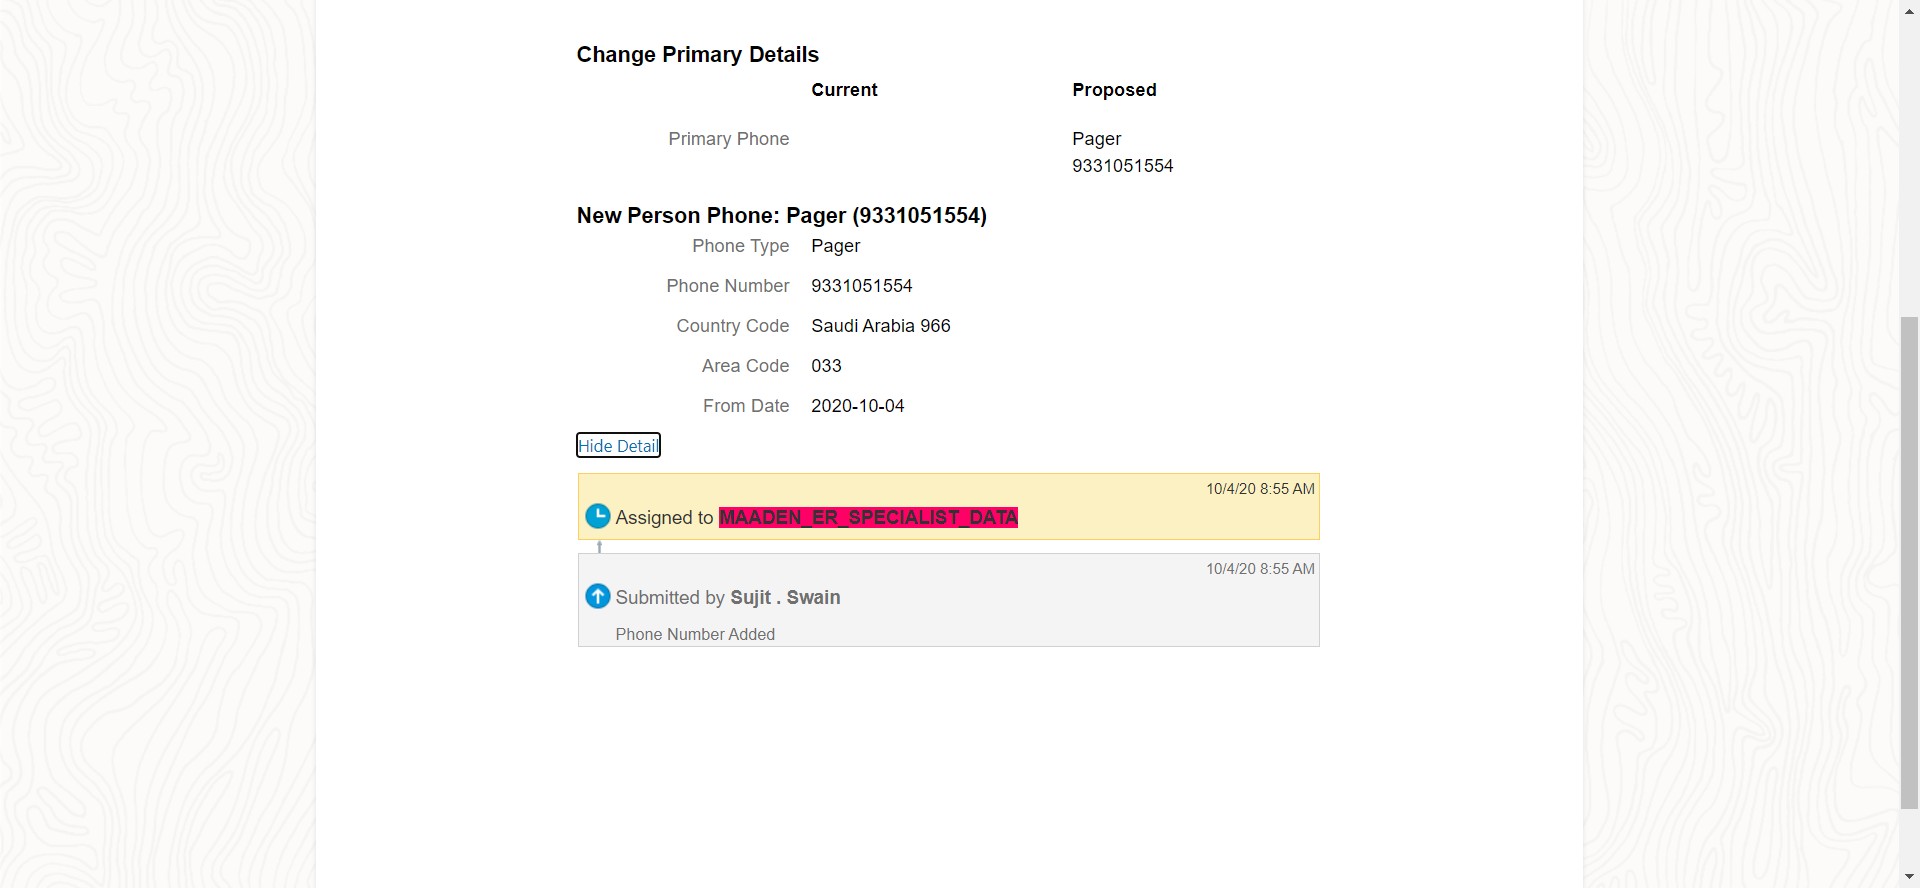 Change Primary Details
Current Proposed
Primary Phone Pager
9331051554
New Person Phone: Pager (9331051554)
Phone Type Pager
Phone Number 9331051554
Country Code Saudi Arabia 966
Area Code 033
From Date 2020-10-04
Hide Detail
10/4/20 8:55 AM
Assigned to MAADEN_ER_SPECIALIST_DATA
10/4/20 8:55 AM
Submitted by Sujit . Swain
Phone Number Added